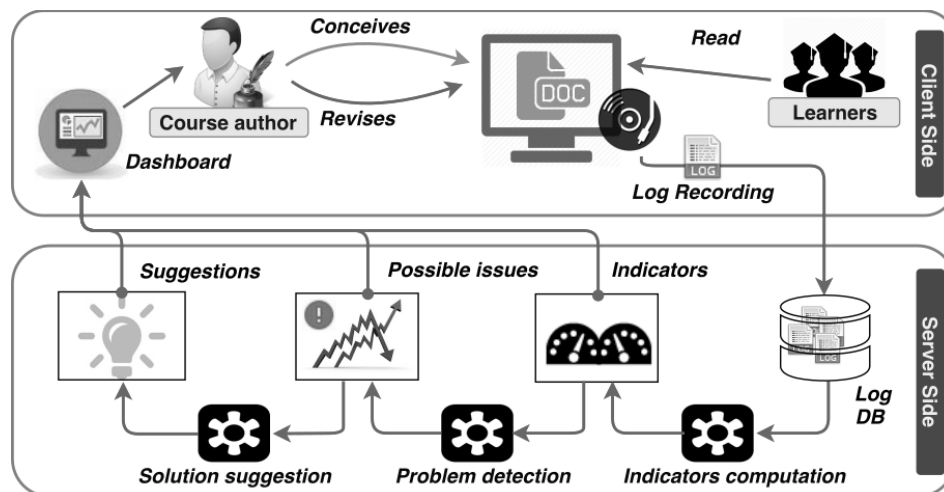 Conceives
Read
DOC
Course author
Revises
Learners
Dashboard
LOG
Log Recording
Client Side
Suggestions
Possible issues
Indicators
LOG
Log
DB
Solution suggestion
Problem detection
Indicators computation
Server Side